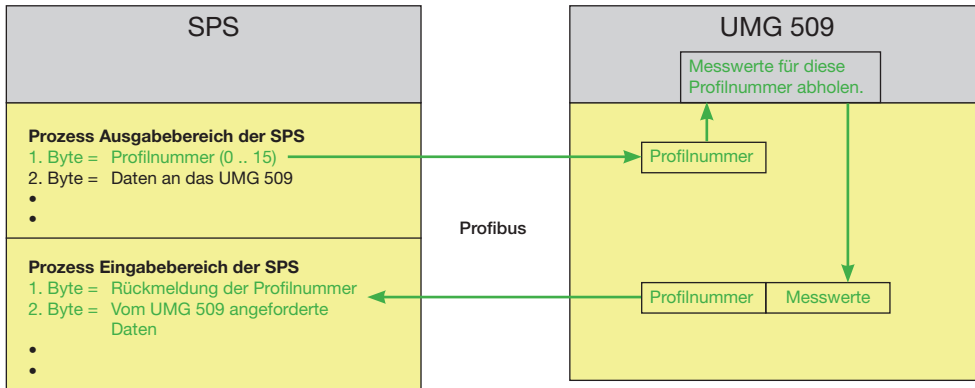 SPS
Prozess Ausgabebereich der SPS
1. Byte = Profilnummer (0 .. 15)
2. Byte = Daten an das UMG 509
•
•
Prozess Eingabebereich der SPS
1. Byte = Rückmeldung der Profilnummer
2. Byte = Vom UMG 509 angeforderte
Daten
•
•
Profibus
UMG 509
Messwerte für diese
Profilnummer abholen.
Profilnummer
Profilnummer
Messwerte